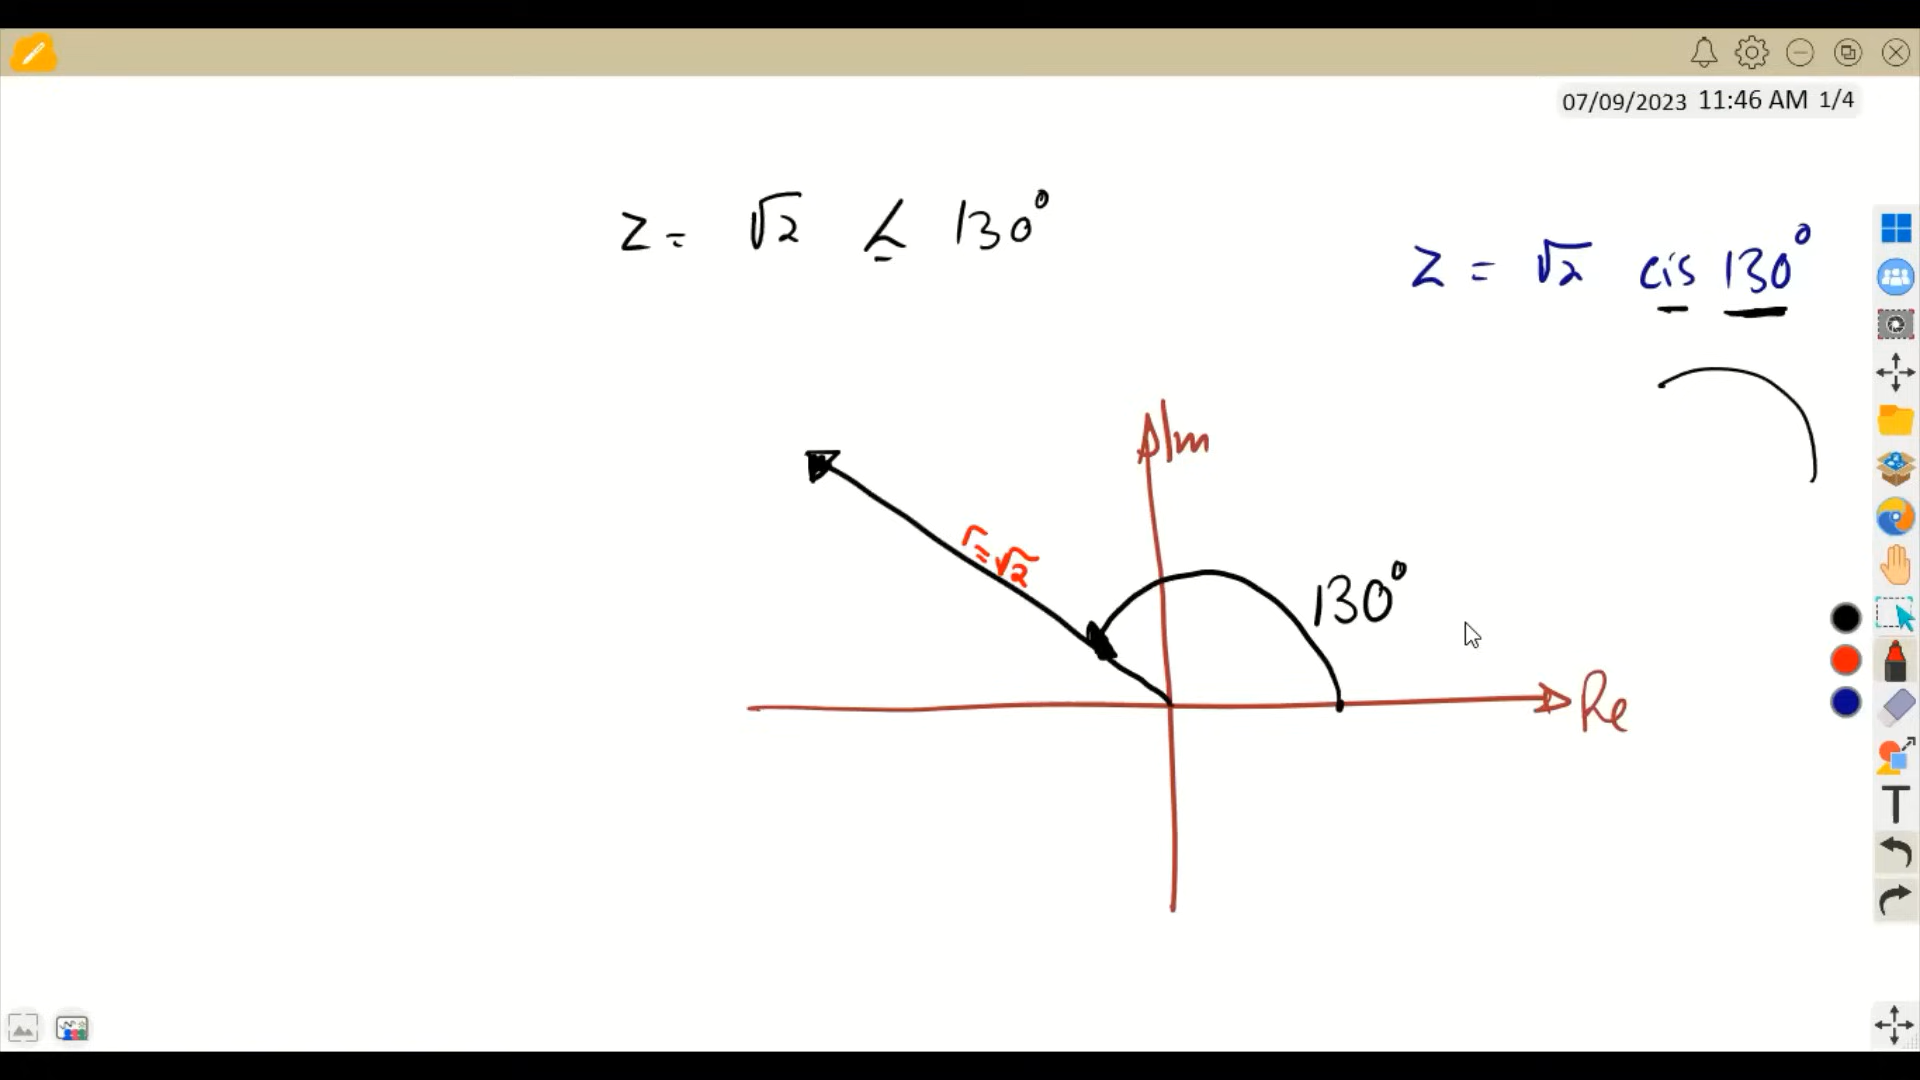 07/09/2023 11:46 AM 1/4
Z = √2 ∠ 130°
Z = √2 cis 130°
Im
r=√2
130°
Re
T